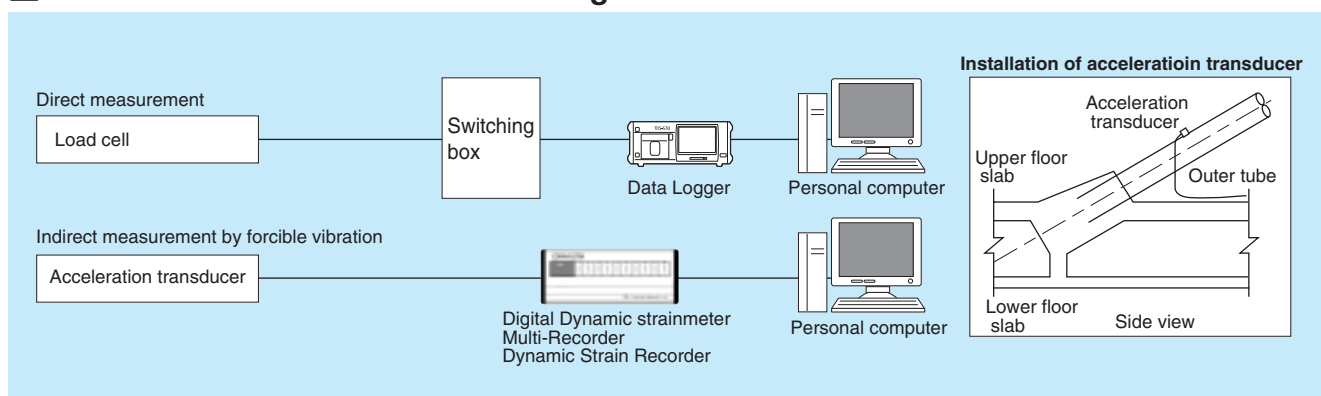 Direct measurement
Load cell
Switching
box
TDS-630
Data Logger
Personal computer
Indirect measurement by forcible vibration
Acceleration transducer
Digital Dynamic strainmeter
Multi-Recorder
Dynamic Strain Recorder
Personal computer
Installation of acceleratioin transducer
Acceleration
transducer
Upper floor
slab
Outer tube
Lower floor
slab
Side view